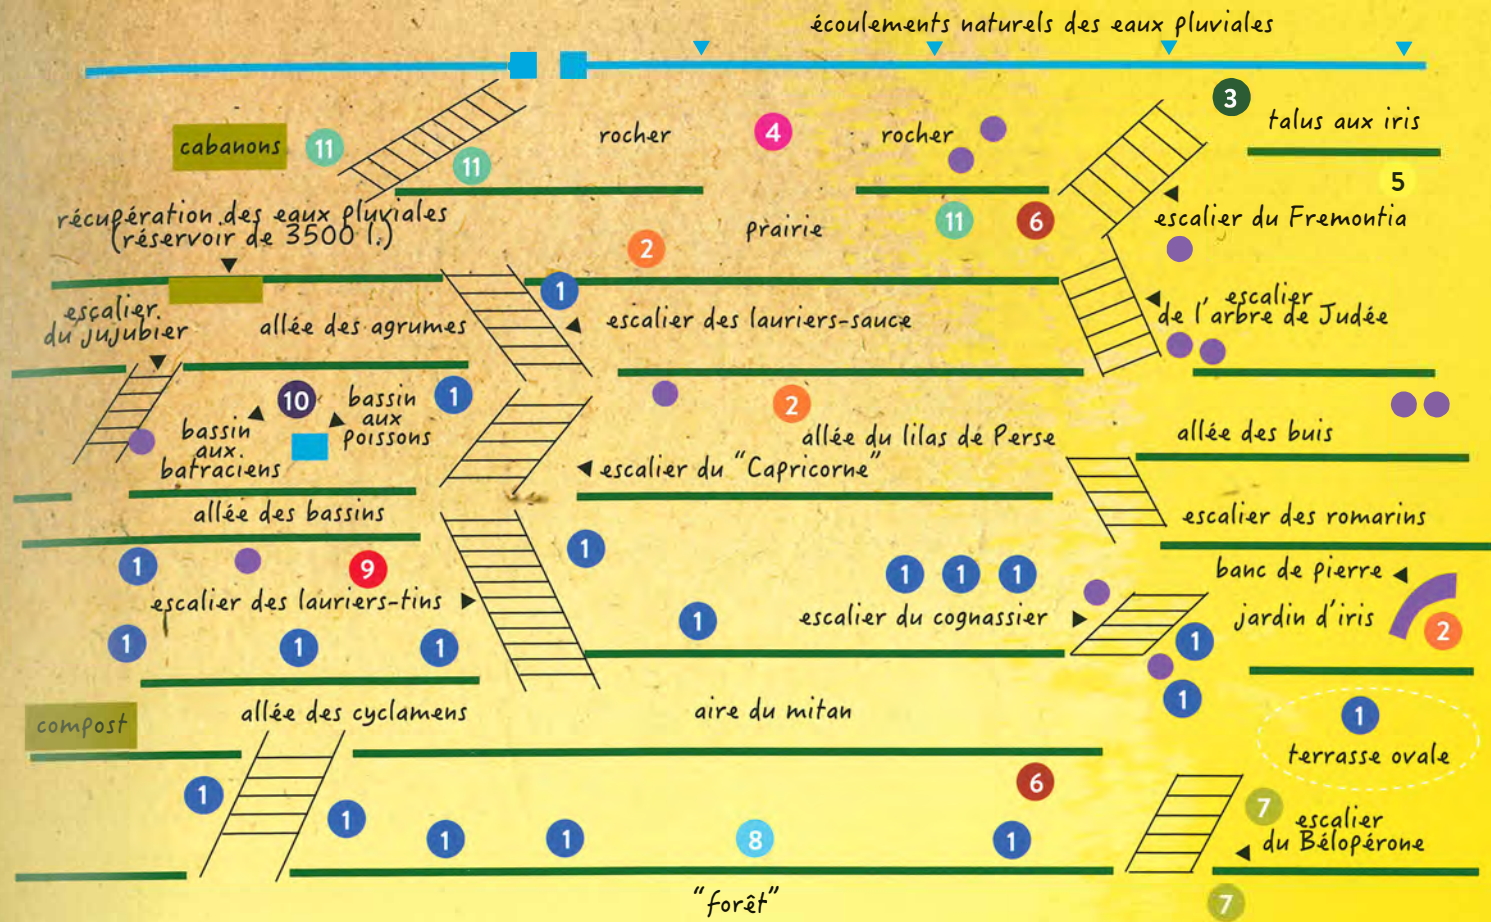 écoulements naturels des eaux pluviales
3
talus aux iris
cabanons
11
11
rocher
4
rocher
5
récupération des eaux pluviales
(réservoir de 3500 l.)
2
prairie
11
6
escalier du Fremontia
1
escalier
du jujubier
allée des agrumes
escalier des lauriers-sauce
escalier
de l'arbre de Judée
10
bassin
aux
poissons
1
bassin
aux
batraciens
2
allée du lilas de Perse
allée des buis
escalier du "Capricorne"
allée des bassins
escalier des romarins
1
9
1
1
1
1
banc de pierre
escalier des lauriers-tins
1
escalier du cognassier
1
jardin d'iris
2
1
1
1
1
compost
allée des cyclamens
aire du mitan
1
terrasse ovale
1
1
6
7
escalier
du Bélopérone
1
1
8
1
"forêt"
7